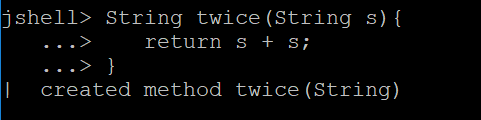 jshell> String twice(String s){
   ...>     return s + s;
   ...> }
|  created method twice(String)